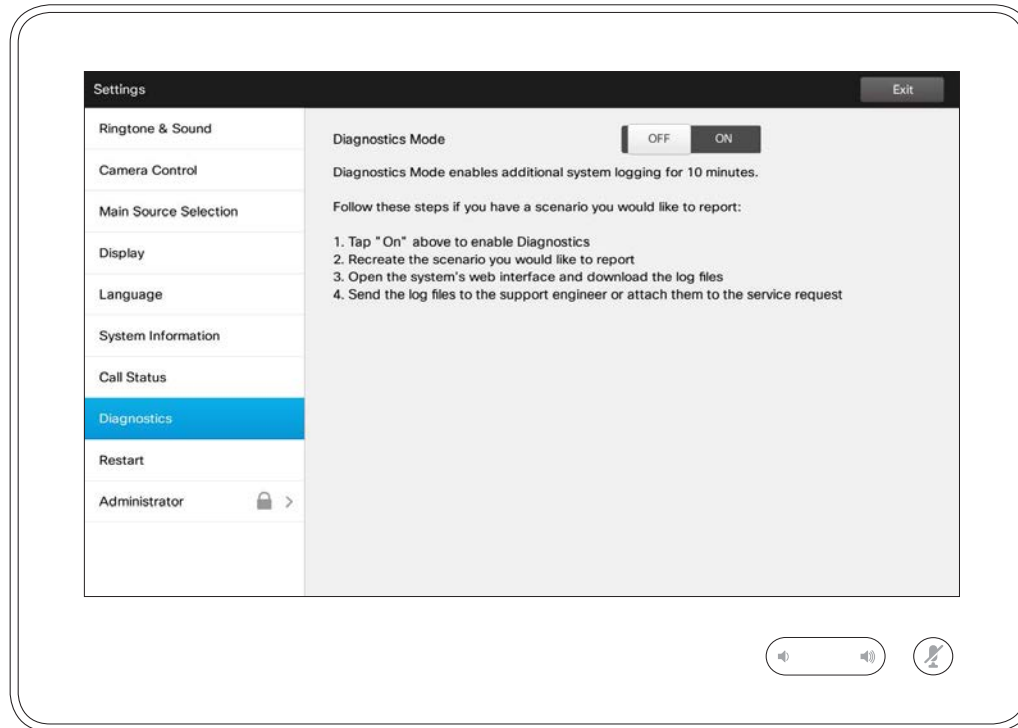 Settings
Exit
Ringtone & Sound
Camera Control
Main Source Selection
Display
Language
System Information
Call Status
Diagnostics
Restart
Administrator
Diagnostics Mode
OFF
ON
Diagnostics Mode enables additional system logging for 10 minutes.
Follow these steps if you have a scenario you would like to report:
1. Tap "On" above to enable Diagnostics
2. Recreate the scenario you would like to report
3. Open the system's web interface and download the log files
4. Send the log files to the support engineer or attach them to the service request